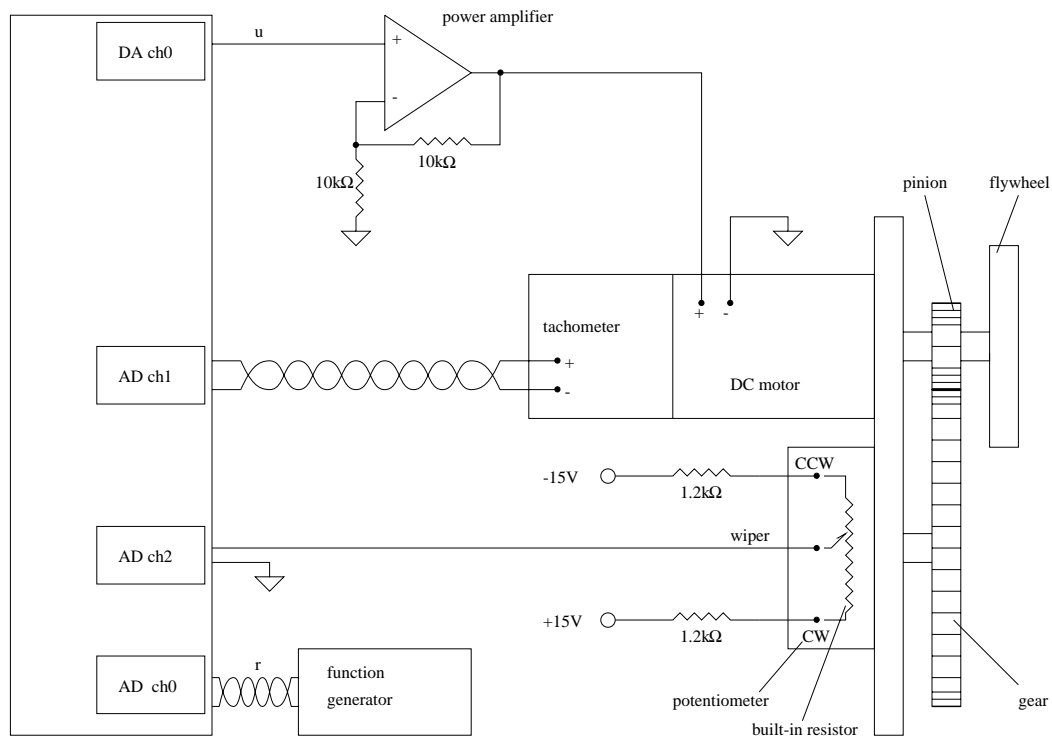 power amplifier
DA ch0
u
+
-
10kΩ
10kΩ
pinion
flywheel
+
-
tachometer
AD ch1
+
-
DC motor
-15V
1.2kΩ
CCW
wiper
AD ch2
+15V
1.2kΩ
CW
AD ch0
r
function
generator
potentiometer
built-in resistor
gear